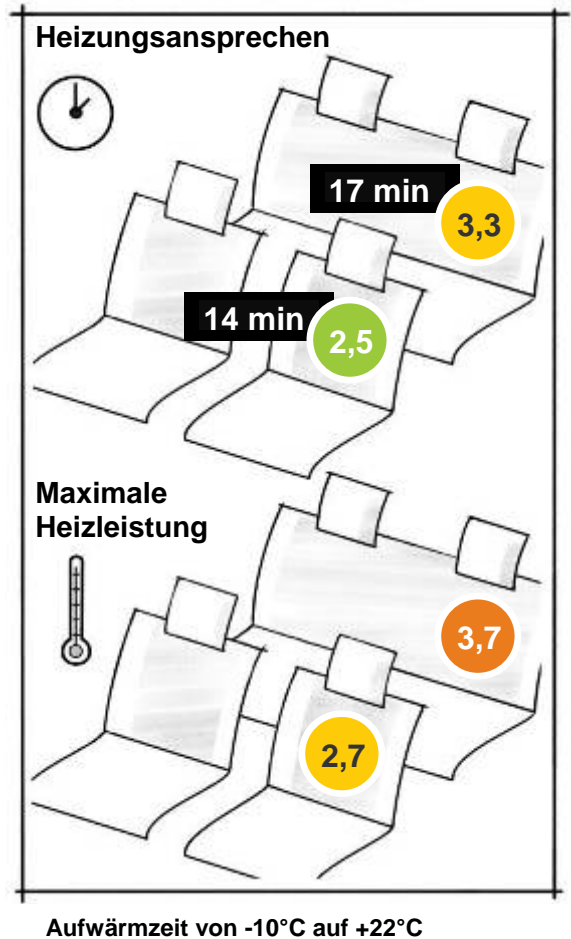 Heizungsansprechen
17 min
3,3
14 min
2,5
Maximale
Heizleistung
3,7
2,7
Aufwärmzeit von -10°C auf +22°C